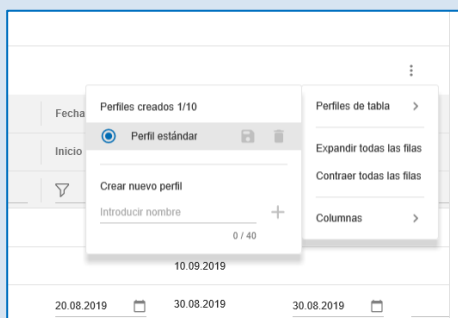 Perfiles creados 1/10
Perfiles de tabla
Fecha
Perfil estándar
Inicio
Expandir todas las filas
Contraer todas las filas
Crear nuevo perfil
Introducir nombre
Columnas
0 / 40
10.09.2019
20.08.2019
30.08.2019
30.08.2019